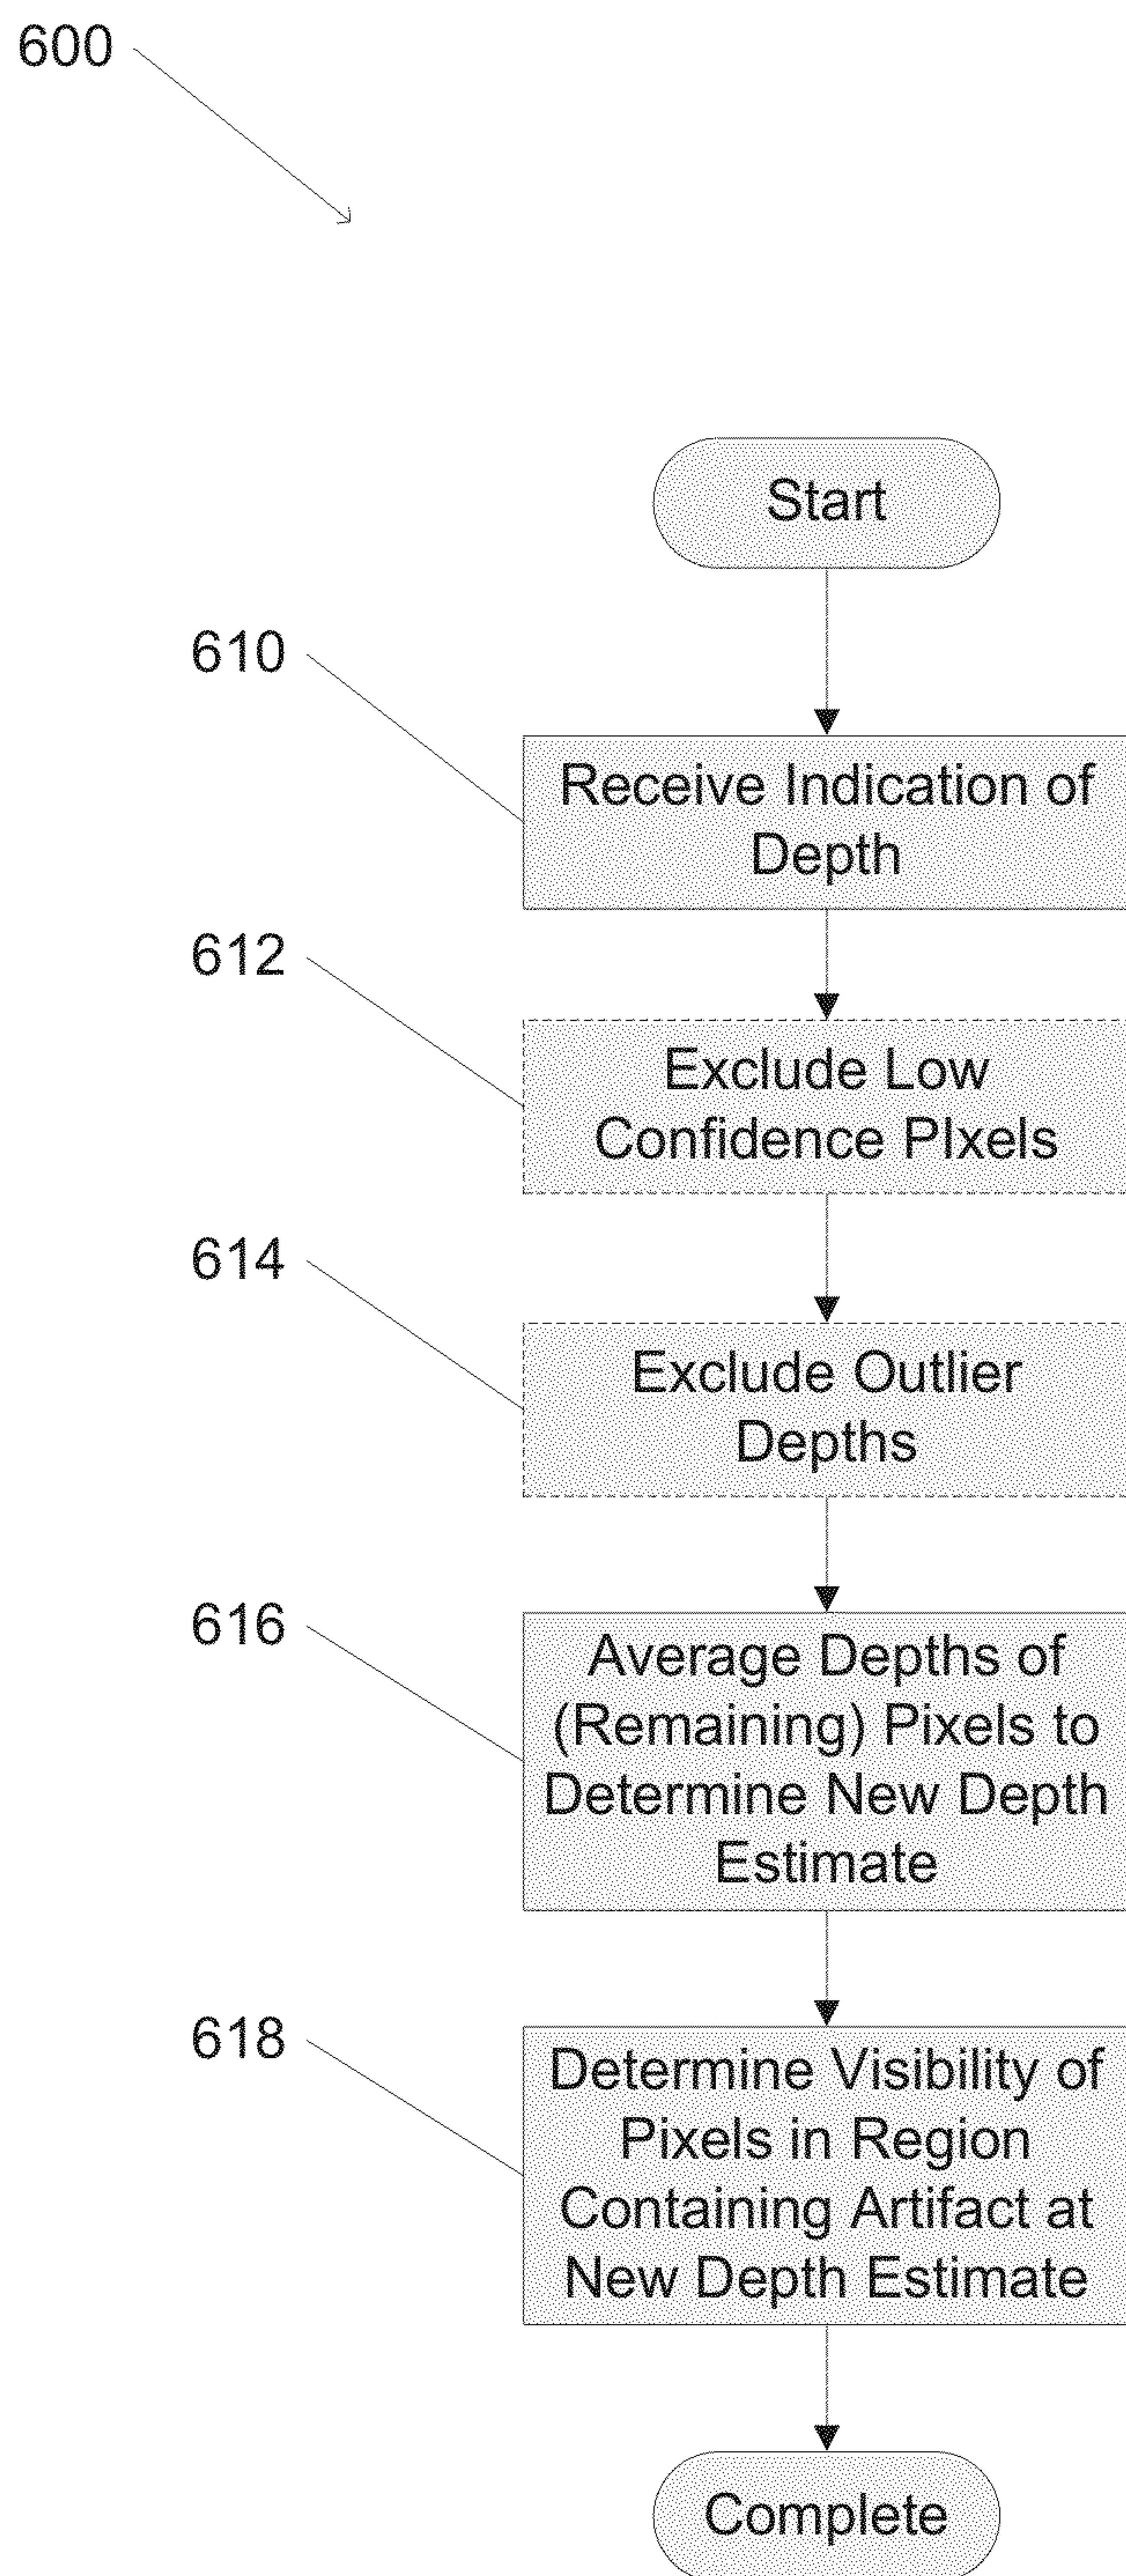 600
Start
610
Receive Indication of
Depth
612
Exclude Low
Confidence PIxels
614
Exclude Outlier
Depths
616
Average Depths of
(Remaining) Pixels to
Determine New Depth
Estimate
618
Determine Visibility of
Pixels in Region
Containing Artifact at
New Depth Estimate
Complete